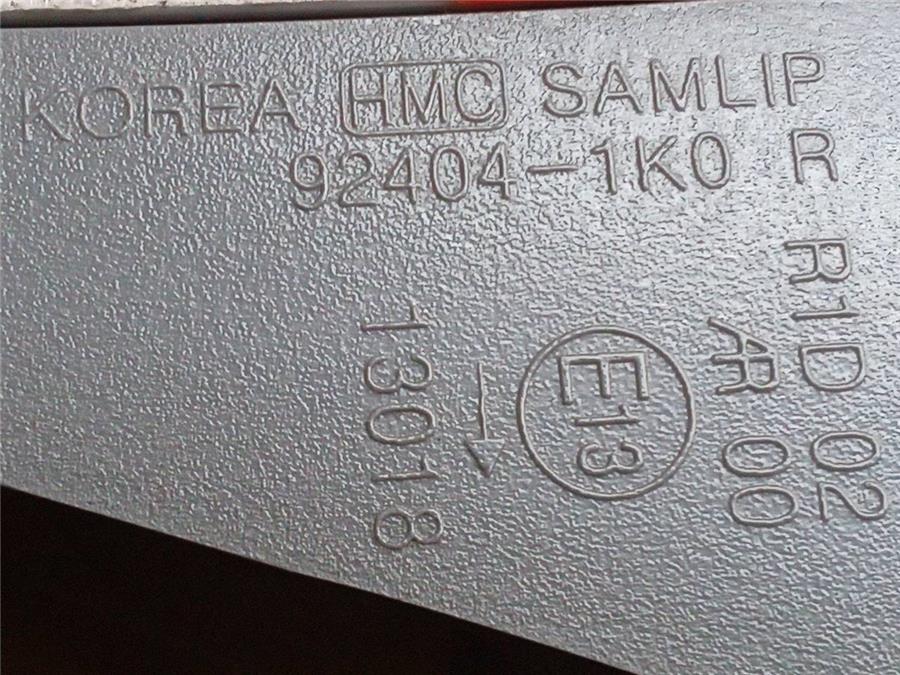 KOREA HMC SAMLIP
92404-1K0 R
R1D 02
AR 00
E13
13018